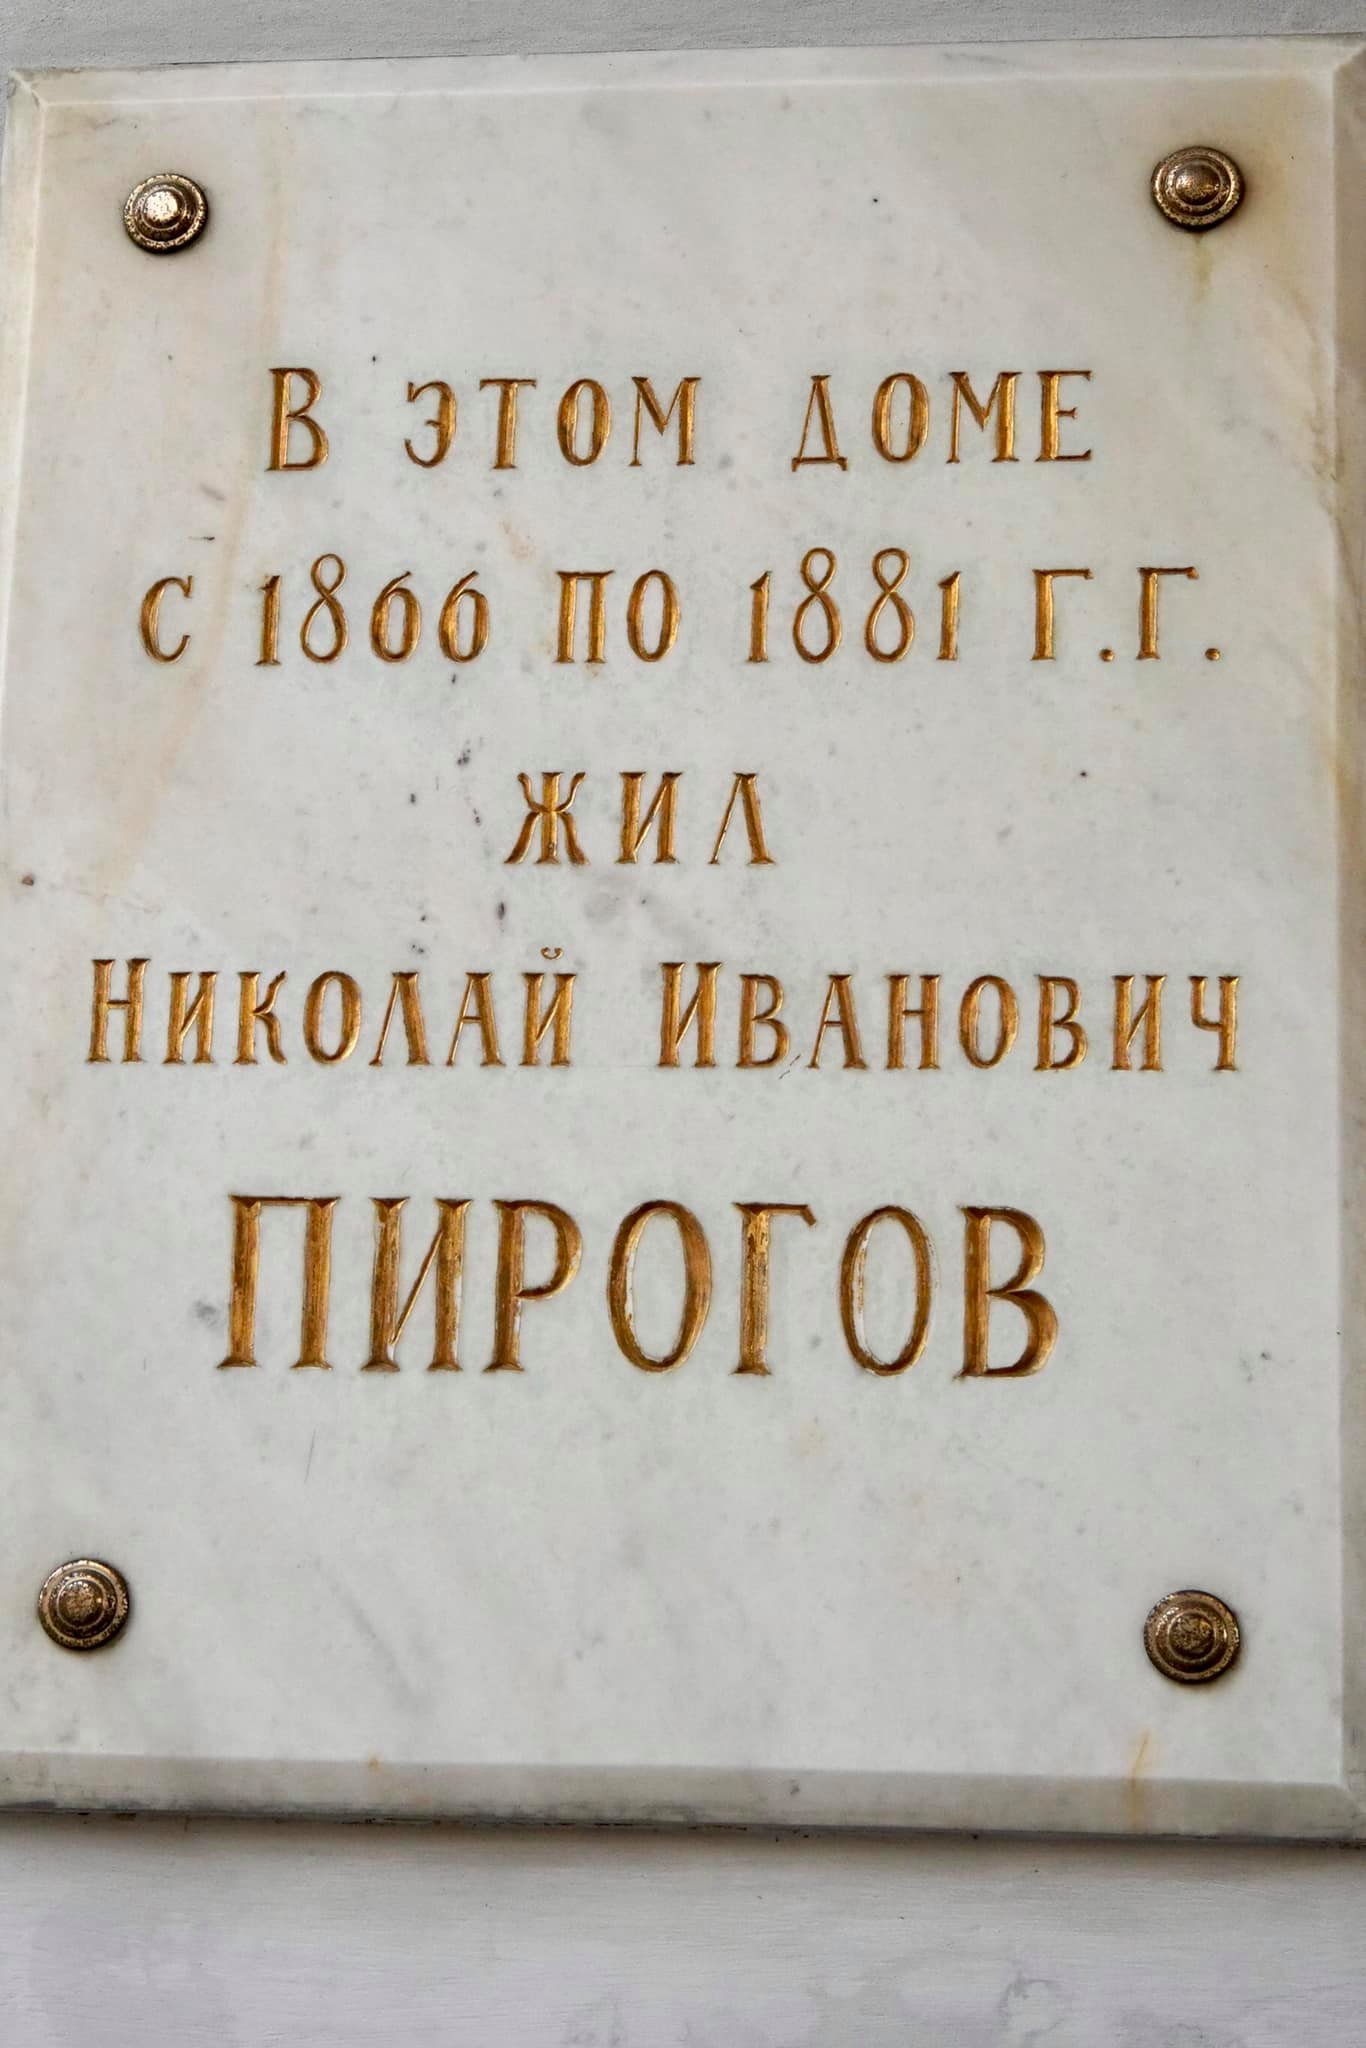 В ЭТОМ ДОМЕ
С 1866 ПО 1881 Г.Г.
ЖИЛ
НИКОЛАЙ ИВАНОВИЧ
ПИРОГОВ